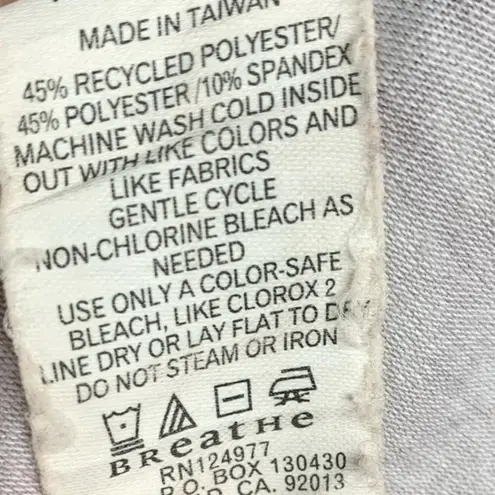 MADE IN TAIWAN
45% RECYCLED POLYESTER/
45% POLYESTER/10% SPANDEX
MACHINE WASH COLD INSIDE
OUT WITH LIKE COLORS AND
LIKE FABRICS
GENTLE CYCLE
NON-CHLORINE BLEACH AS
NEEDED
USE ONLY A COLOR-SAFE
BLEACH, LIKE CLOROX 2
LINE DRY OR LAY FLAT TO DRY
DO NOT STEAM OR IRON
BReatHe
RN124977
P.O. BOX 130430
CA. 92013